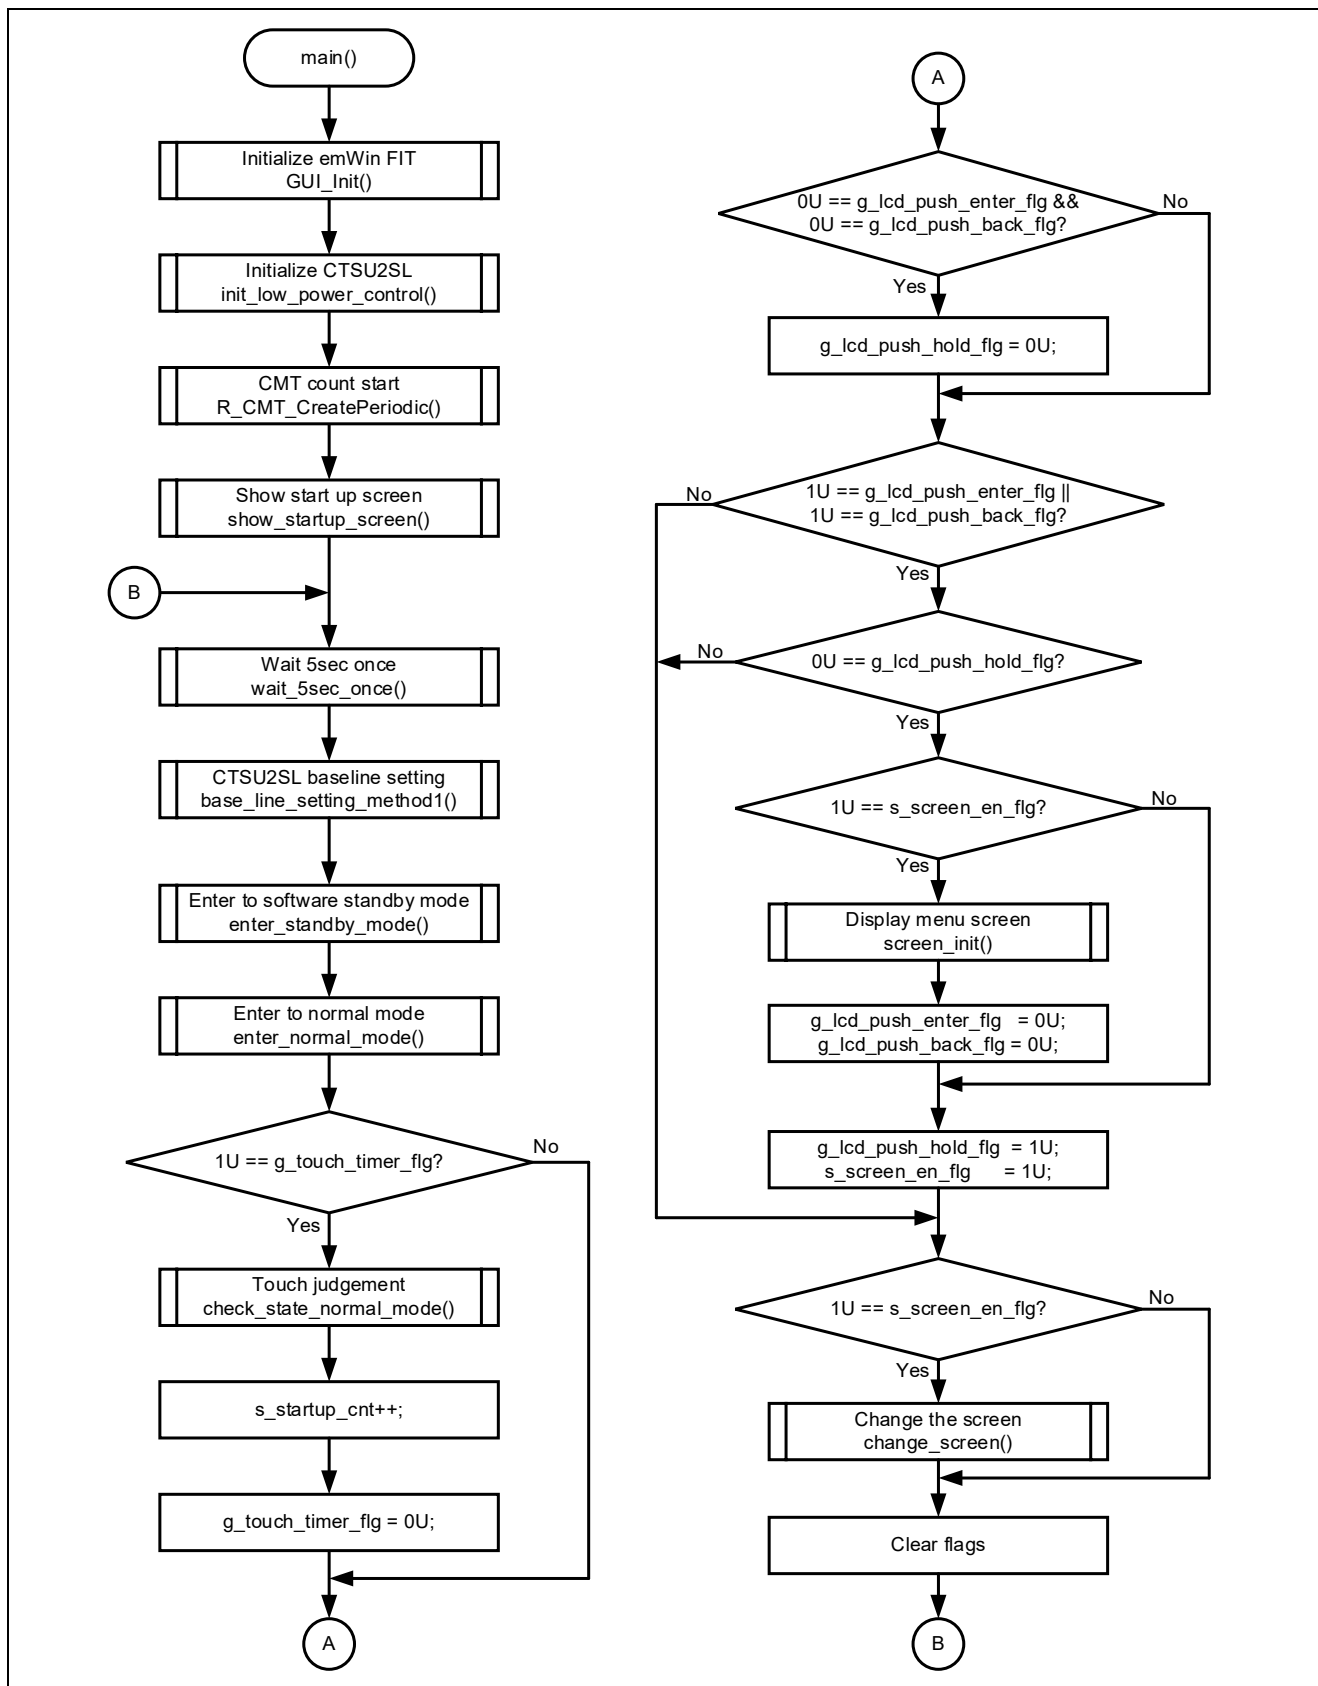 main()
Initialize emWin FIT
GUI_Init()
Initialize CTSU2SL
init_low_power_control()
CMT count start
R_CMT_CreatePeriodic()
Show start up screen
show_startup_screen()
B
Wait 5sec once
wait_5sec_once()
CTSU2SL baseline setting
base_line_setting_method1()
Enter to software standby mode
enter_standby_mode()
Enter to normal mode
enter_normal_mode()
1U == g_touch_timer_flg?
No
Yes
Touch judgement
check_state_normal_mode()
s_startup_cnt++;
g_touch_timer_flg = 0U;
A
A
0U == g_lcd_push_enter_flg &&
0U == g_lcd_push_back_flg?
No
Yes
g_lcd_push_hold_flg = 0U;
No
1U == g_lcd_push_enter_flg ||
1U == g_lcd_push_back_flg?
Yes
No
0U == g_lcd_push_hold_flg?
Yes
1U == s_screen_en_flg?
No
Yes
Display menu screen
screen_init()
g_lcd_push_enter_flg = 0U;
g_lcd_push_back_flg = 0U;
g_lcd_push_hold_flg = 1U;
s_screen_en_flg = 1U;
1U == s_screen_en_flg?
No
Yes
Change the screen
change_screen()
Clear flags
B